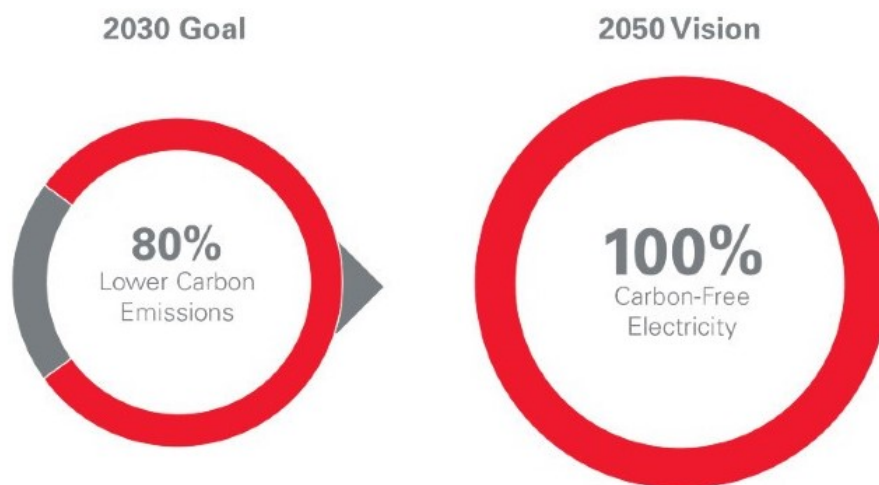 2030 Goal
80%
Lower Carbon
Emissions
2050 Vision
100%
Carbon-Free
Electricity